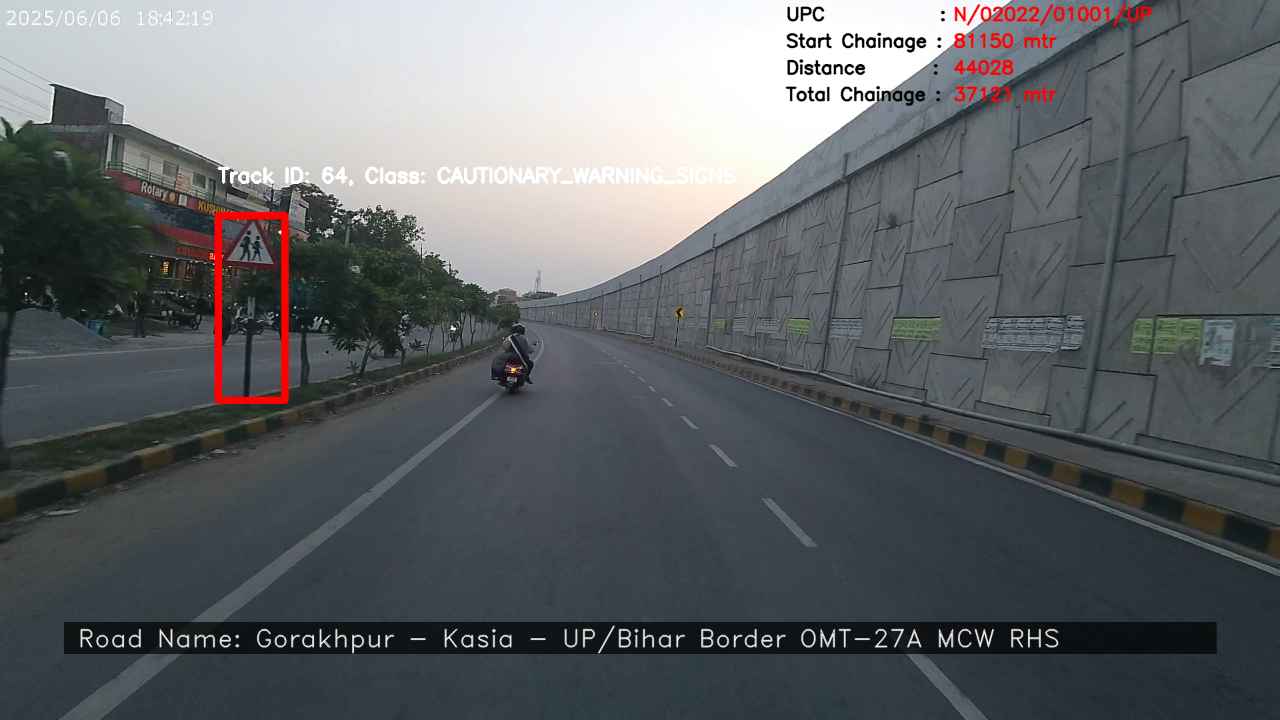 2025/06/06 18:42:19
UPC : N/02022/01001/UP
Start Chainage : 81150 mtr
Distance : 44028
Total Chainage : 37121 mtr
Track ID: 64, Class: CAUTIONARY_WARNING_SIGNS
Rotary
Road Name: Gorakhpur - Kasia - UP/Bihar Border OMT-27A MCW RHS